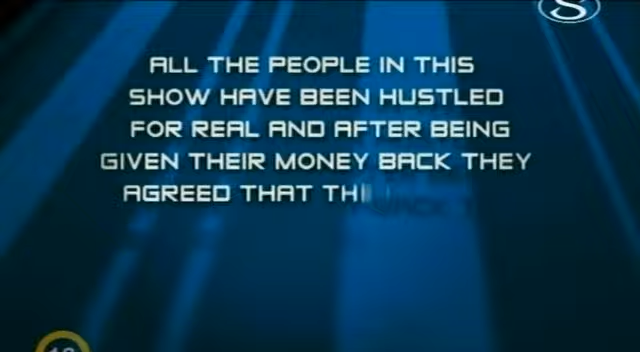 S
ALL THE PEOPLE IN THIS
SHOW HAVE BEEN HUSTLED
FOR REAL AND AFTER BEING
GIVEN THEIR MONEY BACK THEY
AGREED THAT